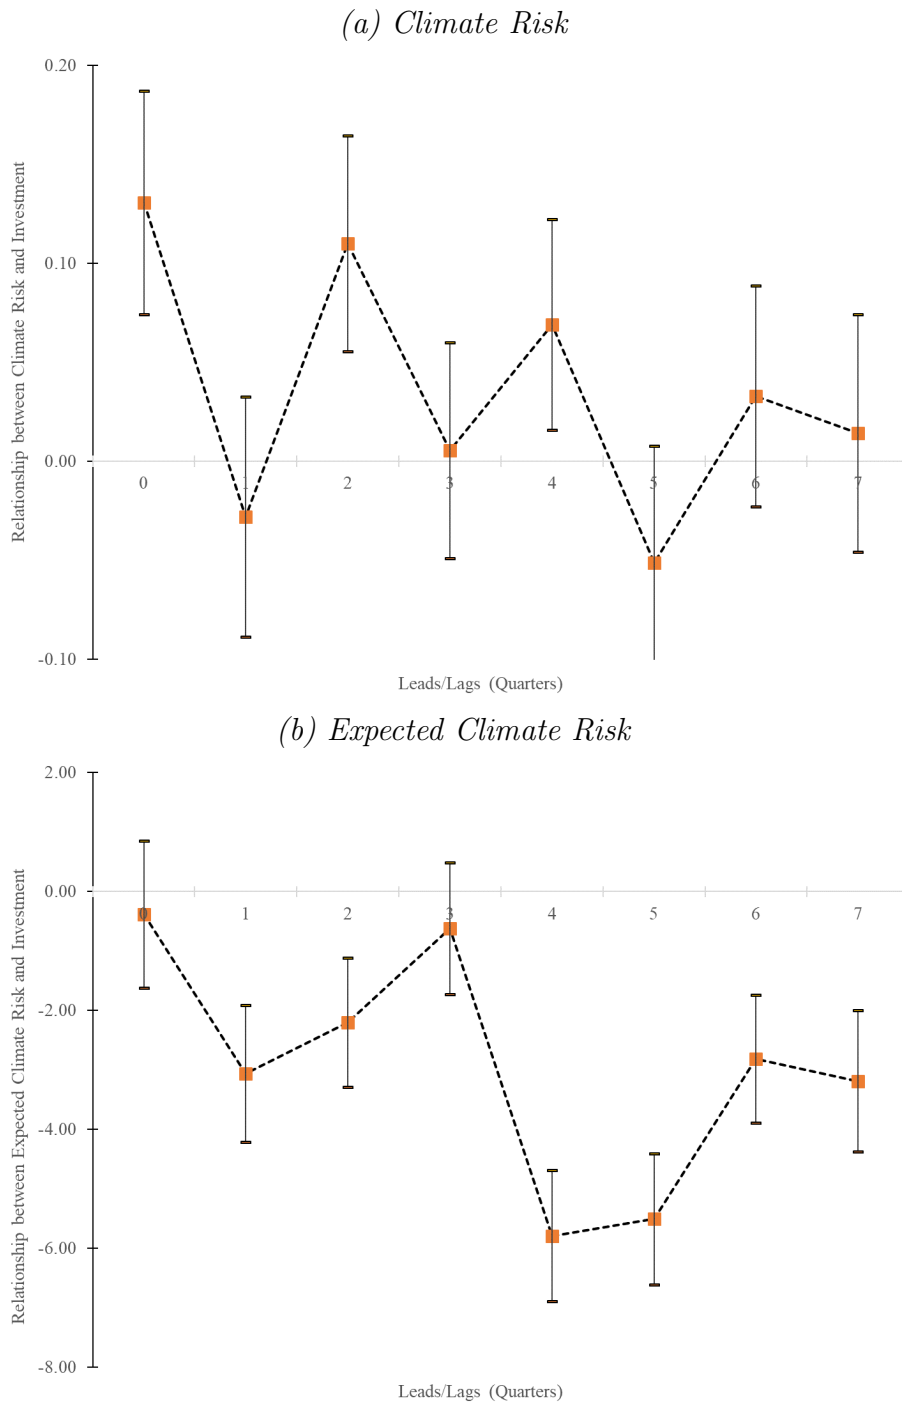 (a) Climate Risk
Relationship between Climate Risk and Investment
0.20
0.10
0.00
-0.10
0 1 2 3 4 5 6 7
Leads/Lags (Quarters)
(b) Expected Climate Risk
Relationship between Expected Climate Risk and Investment
2.00
0.00
-2.00
-4.00
-6.00
-8.00
0 1 2 3 4 5 6 7
Leads/Lags (Quarters)